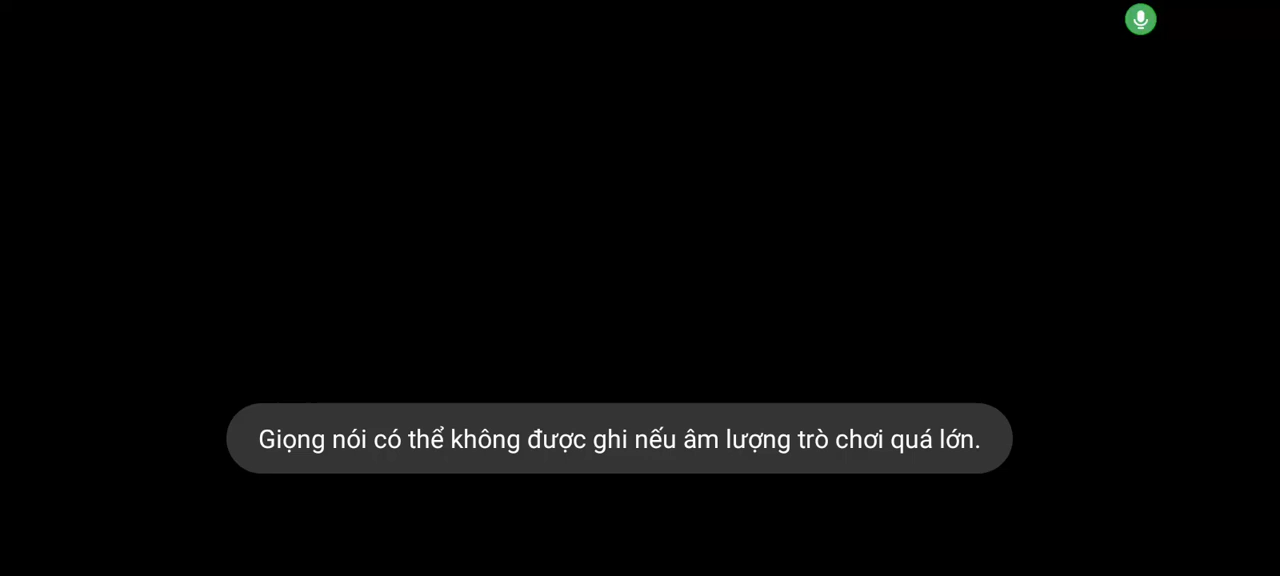 Giọng nói có thể không được ghi nếu âm lượng trò chơi quá lớn.